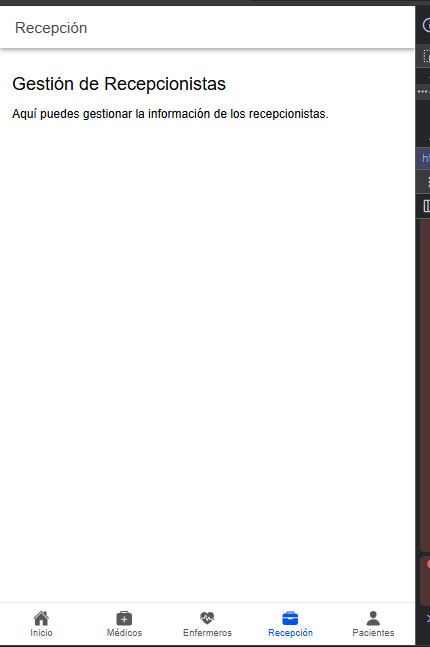 Recepción
Gestión de Recepcionistas
Aquí puedes gestionar la información de los recepcionistas.
Inicio
Médicos
Enfermeros
Recepción
Pacientes